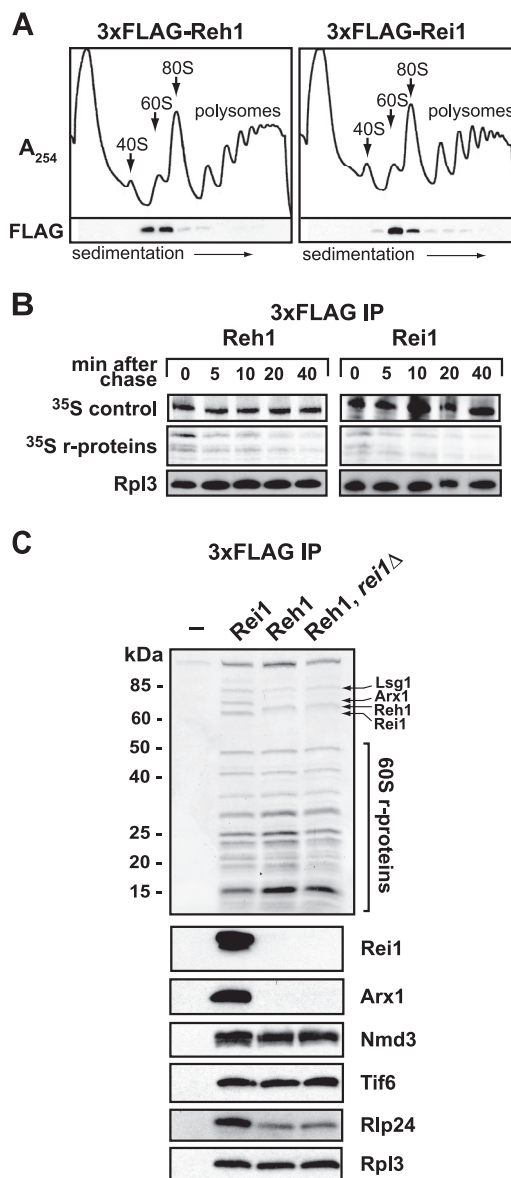 A
3xFLAG-Reh1
3xFLAG-Rei1
80S
60S
40S
polysomes
80S
60S
40S
polysomes
A254
FLAG
sedimentation
sedimentation
B
3xFLAG IP
Reh1
Rei1
min after chase
0 5 10 20 40
0 5 10 20 40
35S control
35S r-proteins
Rpl3
C
3xFLAG IP
–
Rei1
Reh1
Reh1, rei1Δ
kDa
85
60
50
40
25
20
15
Lsg1
Arx1
Reh1
Rei1
60S r-proteins
Rei1
Arx1
Nmd3
Tif6
Rlp24
Rpl3